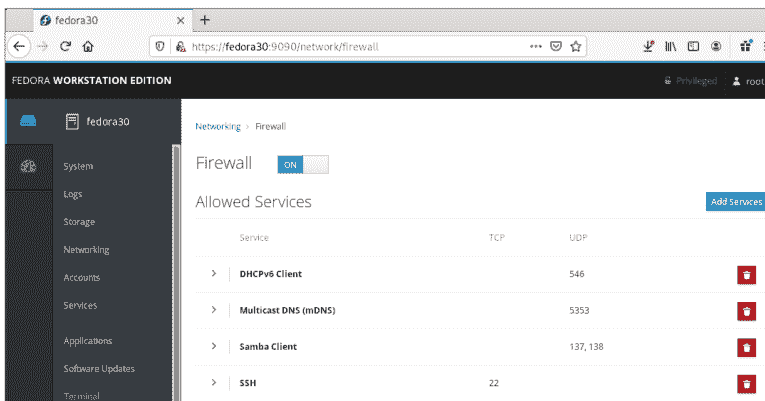 fedora30
https://fedora30:9090/network/firewall
FEDORA WORKSTATION EDITION
Privileged
root
fedora30
System
Logs
Storage
Networking
Accounts
Services
Applications
Software Updates
Terminal
Networking > Firewall
Firewall
ON
Allowed Services
Add Services
Service TCP UDP
DHCPv6 Client 546
Multicast DNS (mDNS) 5353
Samba Client 137, 138
SSH 22